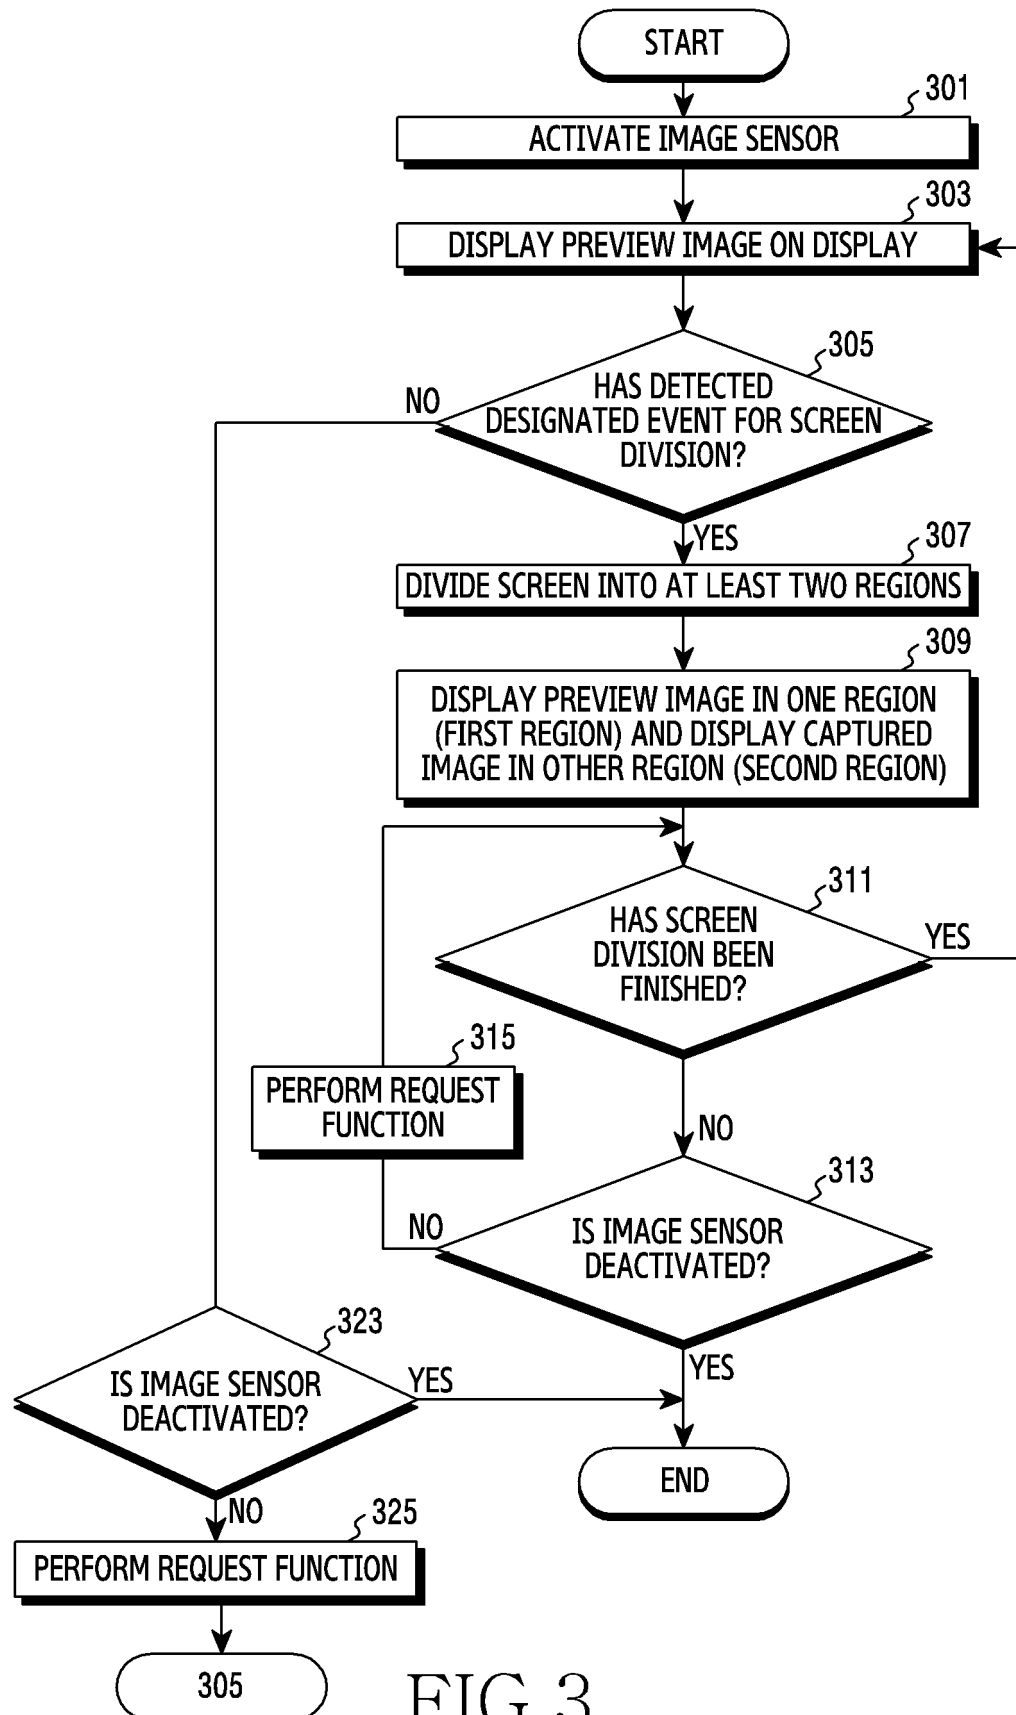 START
301
ACTIVATE IMAGE SENSOR
303
DISPLAY PREVIEW IMAGE ON DISPLAY
305
HAS DETECTED
DESIGNATED EVENT FOR SCREEN
DIVISION?
NO
YES
307
DIVIDE SCREEN INTO AT LEAST TWO REGIONS
309
DISPLAY PREVIEW IMAGE IN ONE REGION
(FIRST REGION) AND DISPLAY CAPTURED
IMAGE IN OTHER REGION (SECOND REGION)
311
HAS SCREEN
DIVISION BEEN
FINISHED?
YES
315
PERFORM REQUEST
FUNCTION
NO
313
IS IMAGE SENSOR
DEACTIVATED?
NO
YES
323
IS IMAGE SENSOR
DEACTIVATED?
YES
END
NO
325
PERFORM REQUEST FUNCTION
305
FIG.3